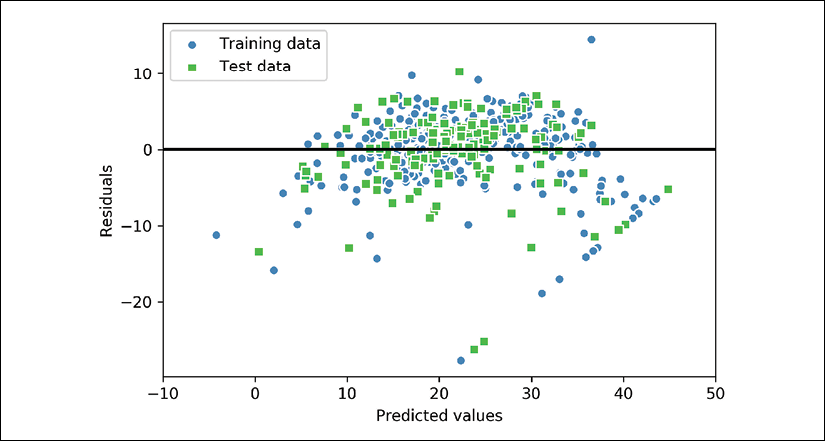 Training data
Test data
10
0
−10
−20
Residuals
−10 0 10 20 30 40 50
Predicted values